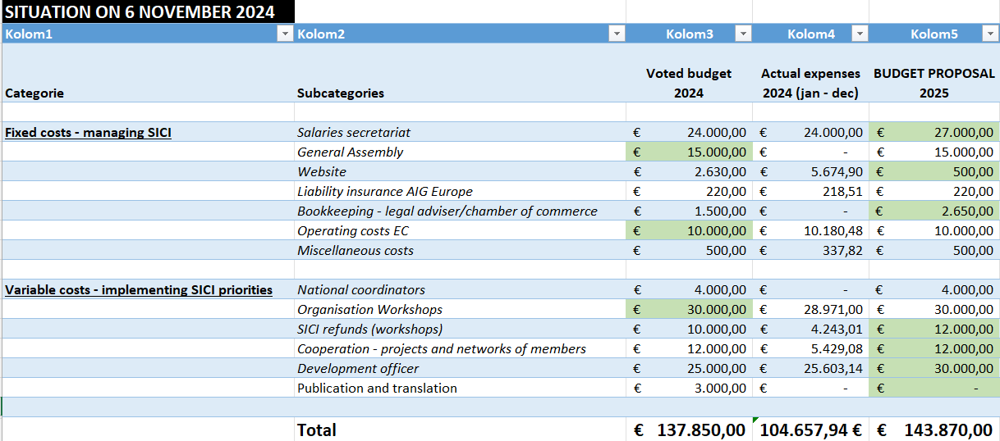 SITUATION ON 6 NOVEMBER 2024
Kolom1 Kolom2 Kolom3 Kolom4 Kolom5
Voted budget Actual expenses BUDGET PROPOSAL
Categorie Subcategories 2024 2024 (jan - dec) 2025
Fixed costs - managing SICI Salaries secretariat € 24.000,00 € 24.000,00 € 27.000,00
General Assembly € 15.000,00 € - € 15.000,00
Website € 2.630,00 € 5.674,90 € 500,00
Liability insurance AIG Europe € 220,00 € 218,51 € 220,00
Bookkeeping - legal adviser/chamber of commerce € 1.500,00 € - € 2.650,00
Operating costs EC € 10.000,00 € 10.180,48 € 10.000,00
Miscellaneous costs € 500,00 € 337,82 € 500,00
Variable costs - implementing SICI priorities National coordinators € 4.000,00 € - € 4.000,00
Organisation Workshops € 30.000,00 € 28.971,00 € 30.000,00
SICI refunds (workshops) € 10.000,00 € 4.243,01 € 12.000,00
Cooperation - projects and networks of members € 12.000,00 € 5.429,08 € 12.000,00
Development officer € 25.000,00 € 25.603,14 € 30.000,00
Publication and translation € 3.000,00 € - € -
Total € 137.850,00 104.657,94 € € 143.870,00